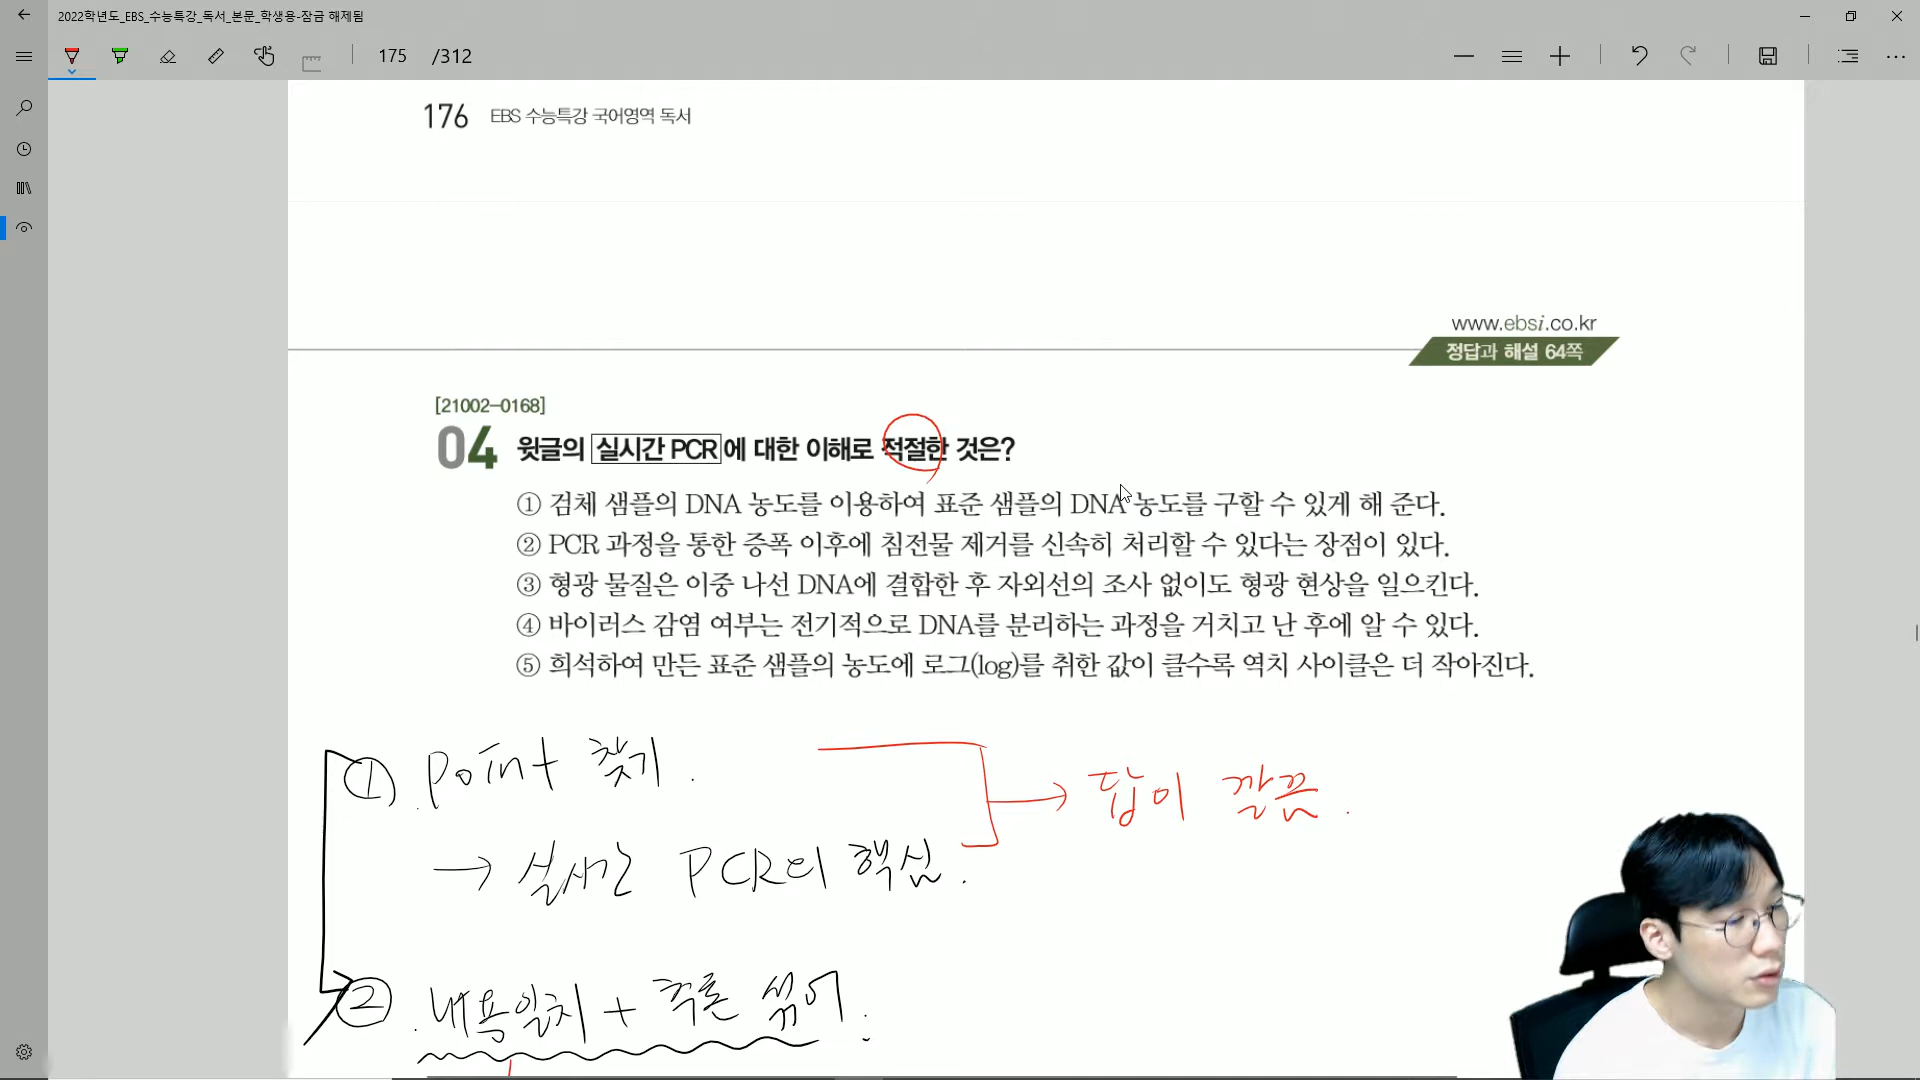 2022학년도_EBS_수능특강_독서_본문_학생용-잠금 해제됨
175 /312
176 EBS 수능특강 국어영역 독서
www.ebsi.co.kr
정답과 해설 64쪽
[21002-0168]
04 윗글의 실시간 PCR에 대한 이해로 적절한 것은?
① 검체 샘플의 DNA 농도를 이용하여 표준 샘플의 DNA 농도를 구할 수 있게 해 준다.
② PCR 과정을 통한 증폭 이후에 침전물 제거를 신속히 처리할 수 있다는 장점이 있다.
③ 형광 물질은 이중 나선 DNA에 결합한 후 자외선의 조사 없이도 형광 현상을 일으킨다.
④ 바이러스 감염 여부는 전기적으로 DNA를 분리하는 과정을 거치고 난 후에 알 수 있다.
⑤ 희석하여 만든 표준 샘플의 농도에 로그(log)를 취한 값이 클수록 역치 사이클은 더 작아진다.
① point 찾기.
→ 답이 깔끔.
→ 실시간 PCR의 핵심.
② 내용일치 + 추론 섞어.